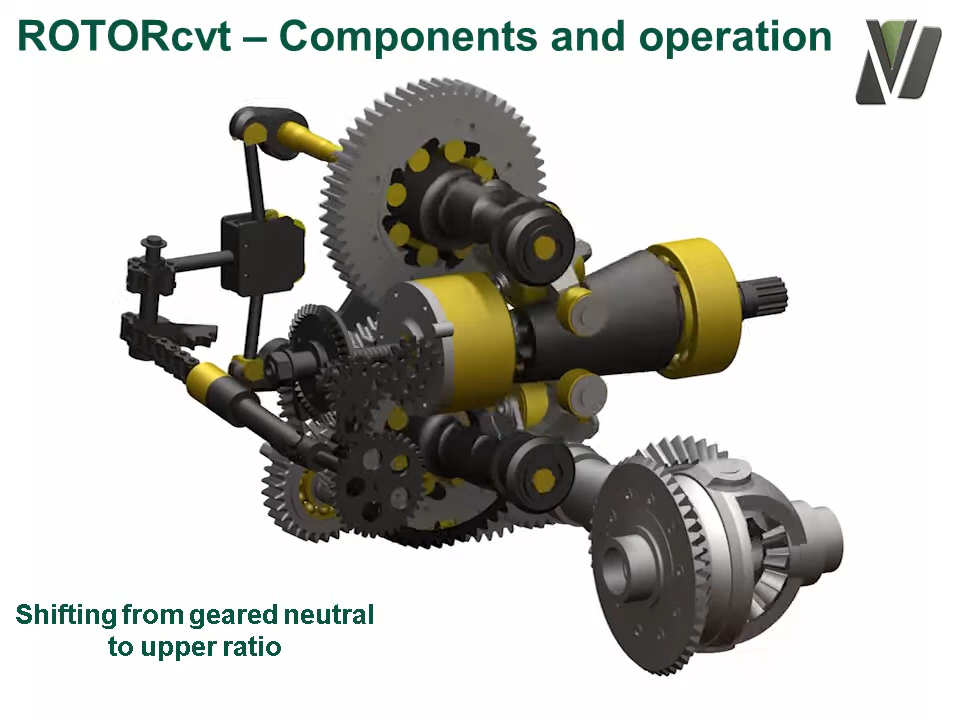 ROTORcvt – Components and operation
Shifting from geared neutral
to upper ratio